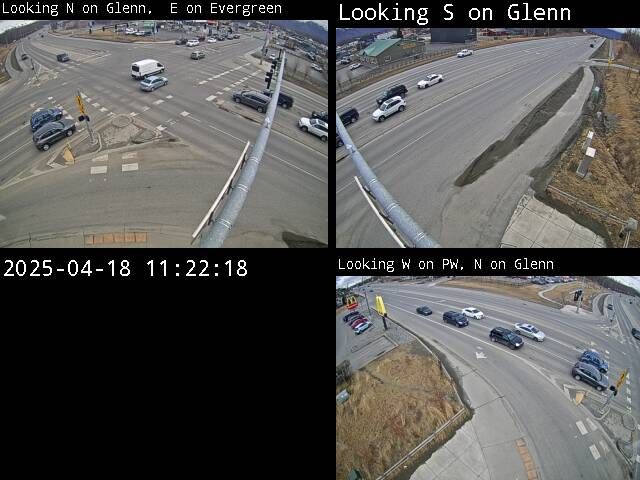 Looking N on Glenn,  E on Evergreen
Looking S on Glenn
2025-04-18 11:22:18
Looking W on PW, N on Glenn